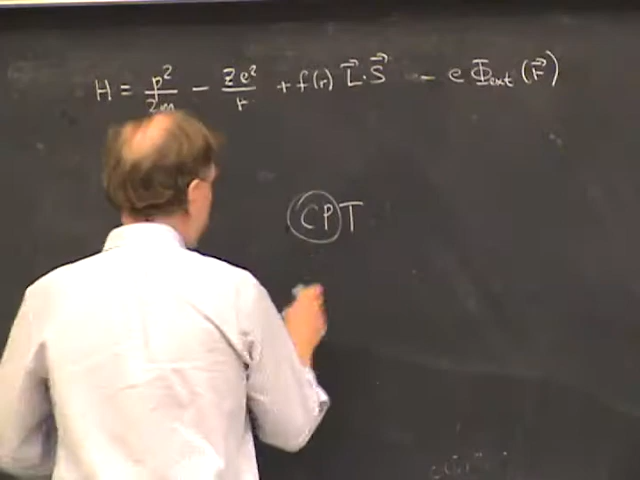 H = p²/2m − Ze²/r + f(r) L⃗·S⃗ − e Φext (r⃗)
CPT